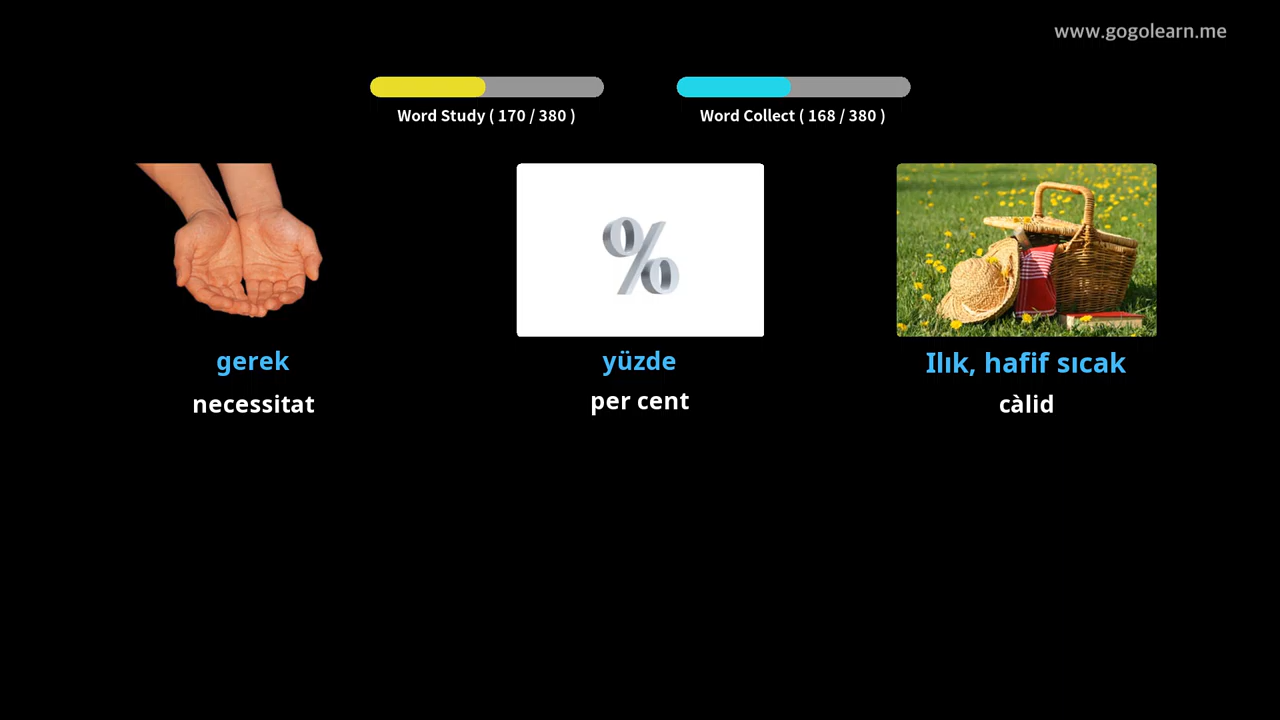 www.gogolearn.me
Word Study ( 170 / 380 )
Word Collect ( 168 / 380 )
%
gerek
yüzde
Ilık, hafif sıcak
necessitat
per cent
càlid